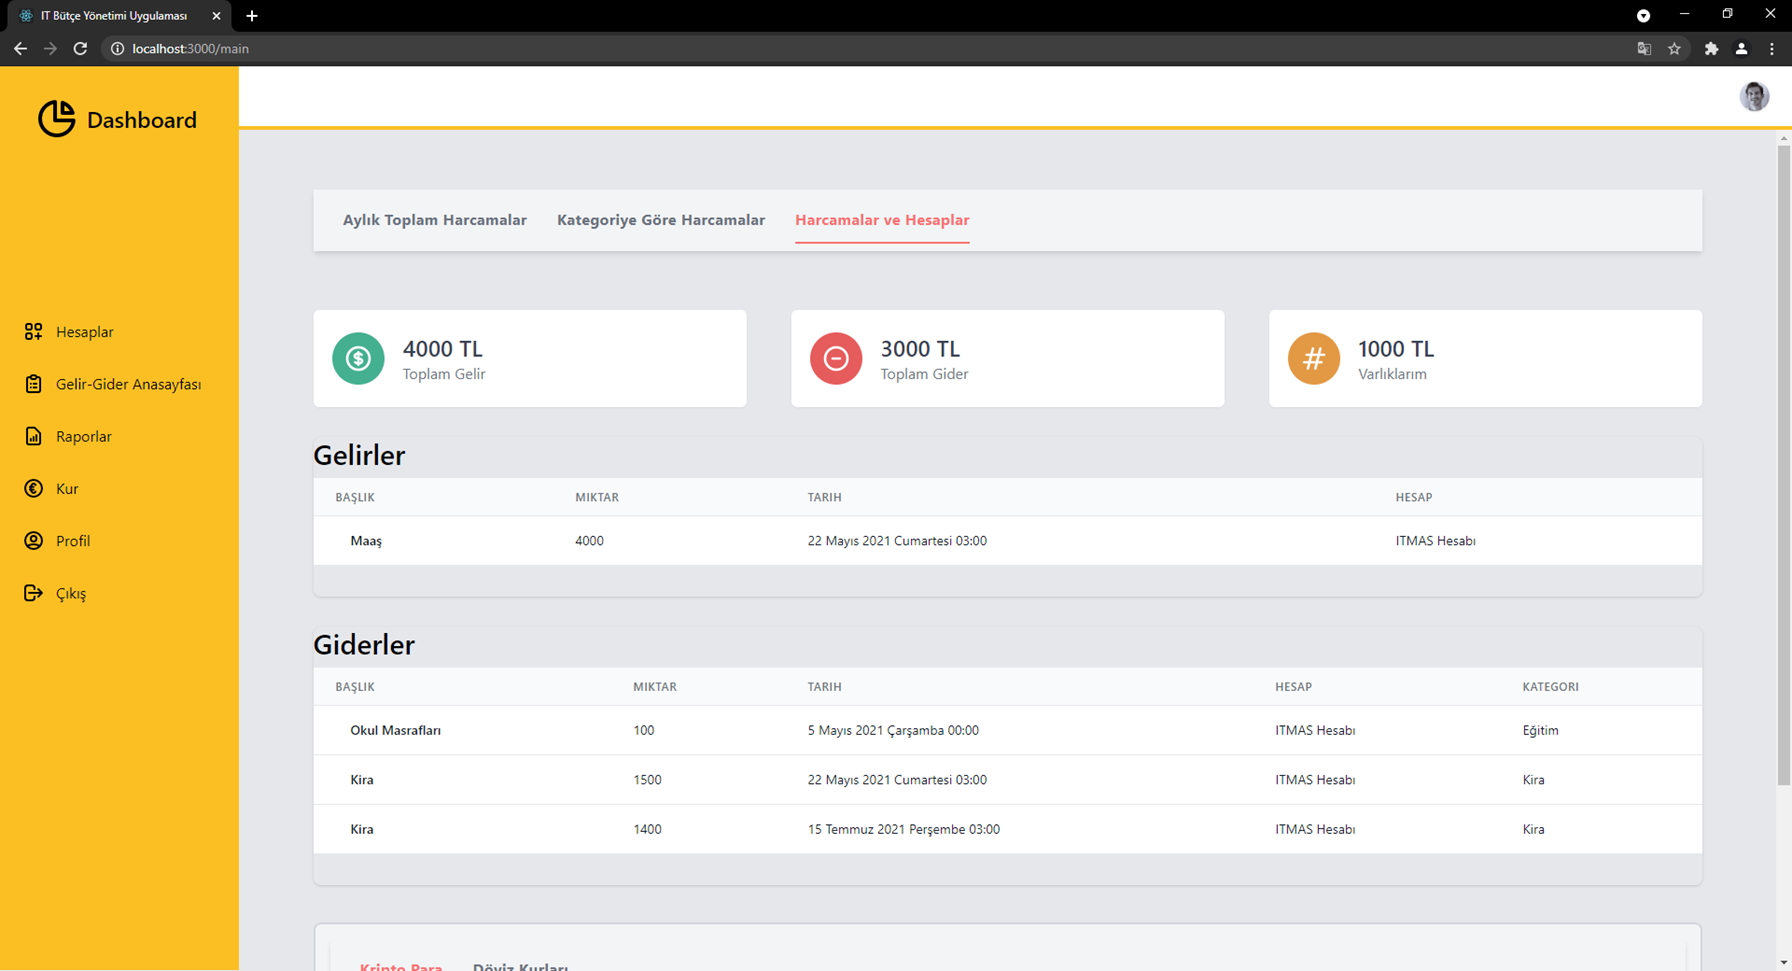 IT Bütçe Yönetimi Uygulaması
localhost:3000/main
Dashboard
Hesaplar
Gelir-Gider Anasayfası
Raporlar
Kur
Profil
Çıkış
Aylık Toplam Harcamalar Kategoriye Göre Harcamalar Harcamalar ve Hesaplar
4000 TL
Toplam Gelir
3000 TL
Toplam Gider
1000 TL
Varlıklarım
Gelirler
BAŞLIK MIKTAR TARIH HESAP
Maaş 4000 22 Mayıs 2021 Cumartesi 03:00 ITMAS Hesabı
Giderler
BAŞLIK MIKTAR TARIH HESAP KATEGORI
Okul Masrafları 100 5 Mayıs 2021 Çarşamba 00:00 ITMAS Hesabı Eğitim
Kira 1500 22 Mayıs 2021 Cumartesi 03:00 ITMAS Hesabı Kira
Kira 1400 15 Temmuz 2021 Perşembe 03:00 ITMAS Hesabı Kira
Kripto Para Döviz Kurları